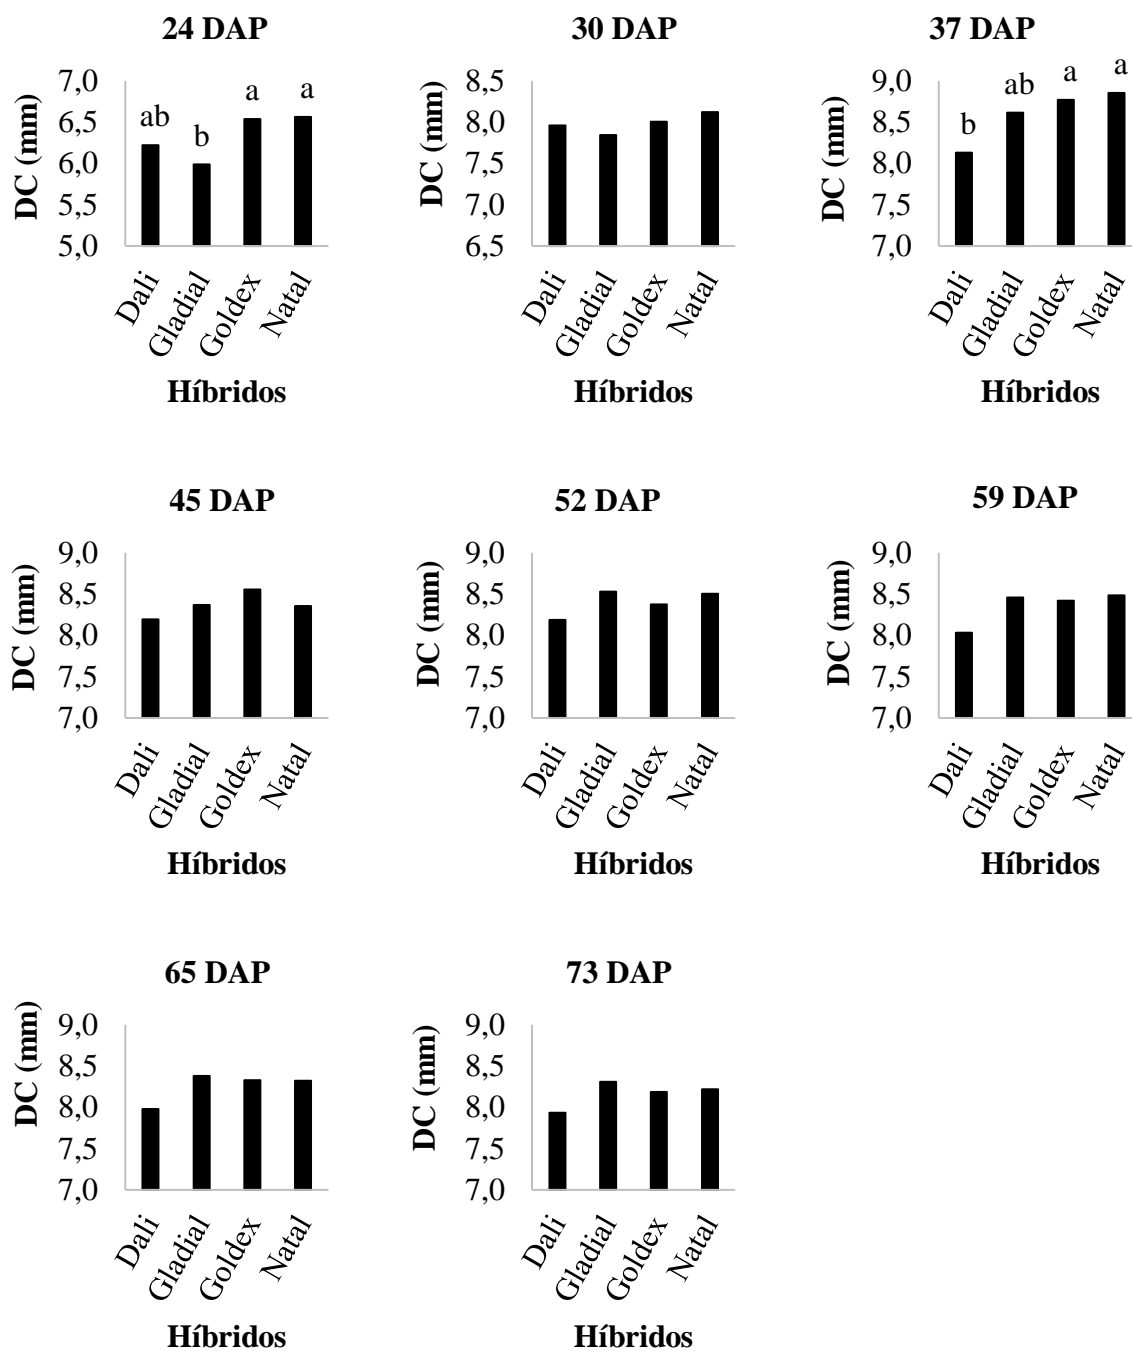 24 DAP
DC (mm)
7,0
6,5
6,0
5,5
5,0
ab
b
a
a
Dali
Gladial
Goldex
Natal
Híbridos
30 DAP
DC (mm)
8,5
8,0
7,5
7,0
6,5
Dali
Gladial
Goldex
Natal
Híbridos
37 DAP
DC (mm)
9,0
8,5
8,0
7,5
7,0
b
ab
a
a
Dali
Gladial
Goldex
Natal
Híbridos
45 DAP
DC (mm)
9,0
8,5
8,0
7,5
7,0
Dali
Gladial
Goldex
Natal
Híbridos
52 DAP
DC (mm)
9,0
8,5
8,0
7,5
7,0
Dali
Gladial
Goldex
Natal
Híbridos
59 DAP
DC (mm)
9,0
8,5
8,0
7,5
7,0
Dali
Gladial
Goldex
Natal
Híbridos
65 DAP
DC (mm)
9,0
8,5
8,0
7,5
7,0
Dali
Gladial
Goldex
Natal
Híbridos
73 DAP
DC (mm)
9,0
8,5
8,0
7,5
7,0
Dali
Gladial
Goldex
Natal
Híbridos